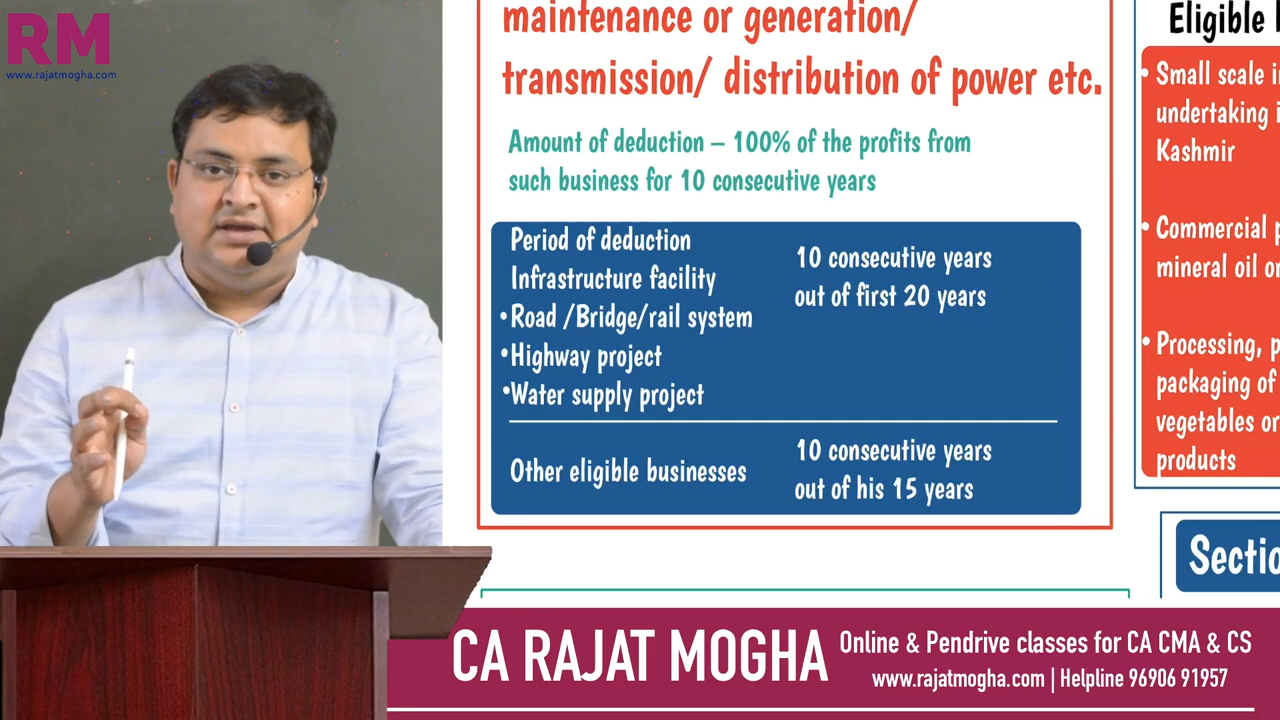 RM
www.rajatmogha.com
maintenance or generation/
transmission/ distribution of power etc.
Amount of deduction – 100% of the profits from
such business for 10 consecutive years
Period of deduction
Infrastructure facility
•Road /Bridge/rail system
•Highway project
•Water supply project
10 consecutive years
out of first 20 years
Other eligible businesses
10 consecutive years
out of his 15 years
Eligible
• Small scale
undertaking
Kashmir
• Commercial
mineral oil
• Processing,
packaging of
vegetables or
products
CA RAJAT MOGHA
Online & Pendrive classes for CA CMA & CS
www.rajatmogha.com | Helpline 96906 91957